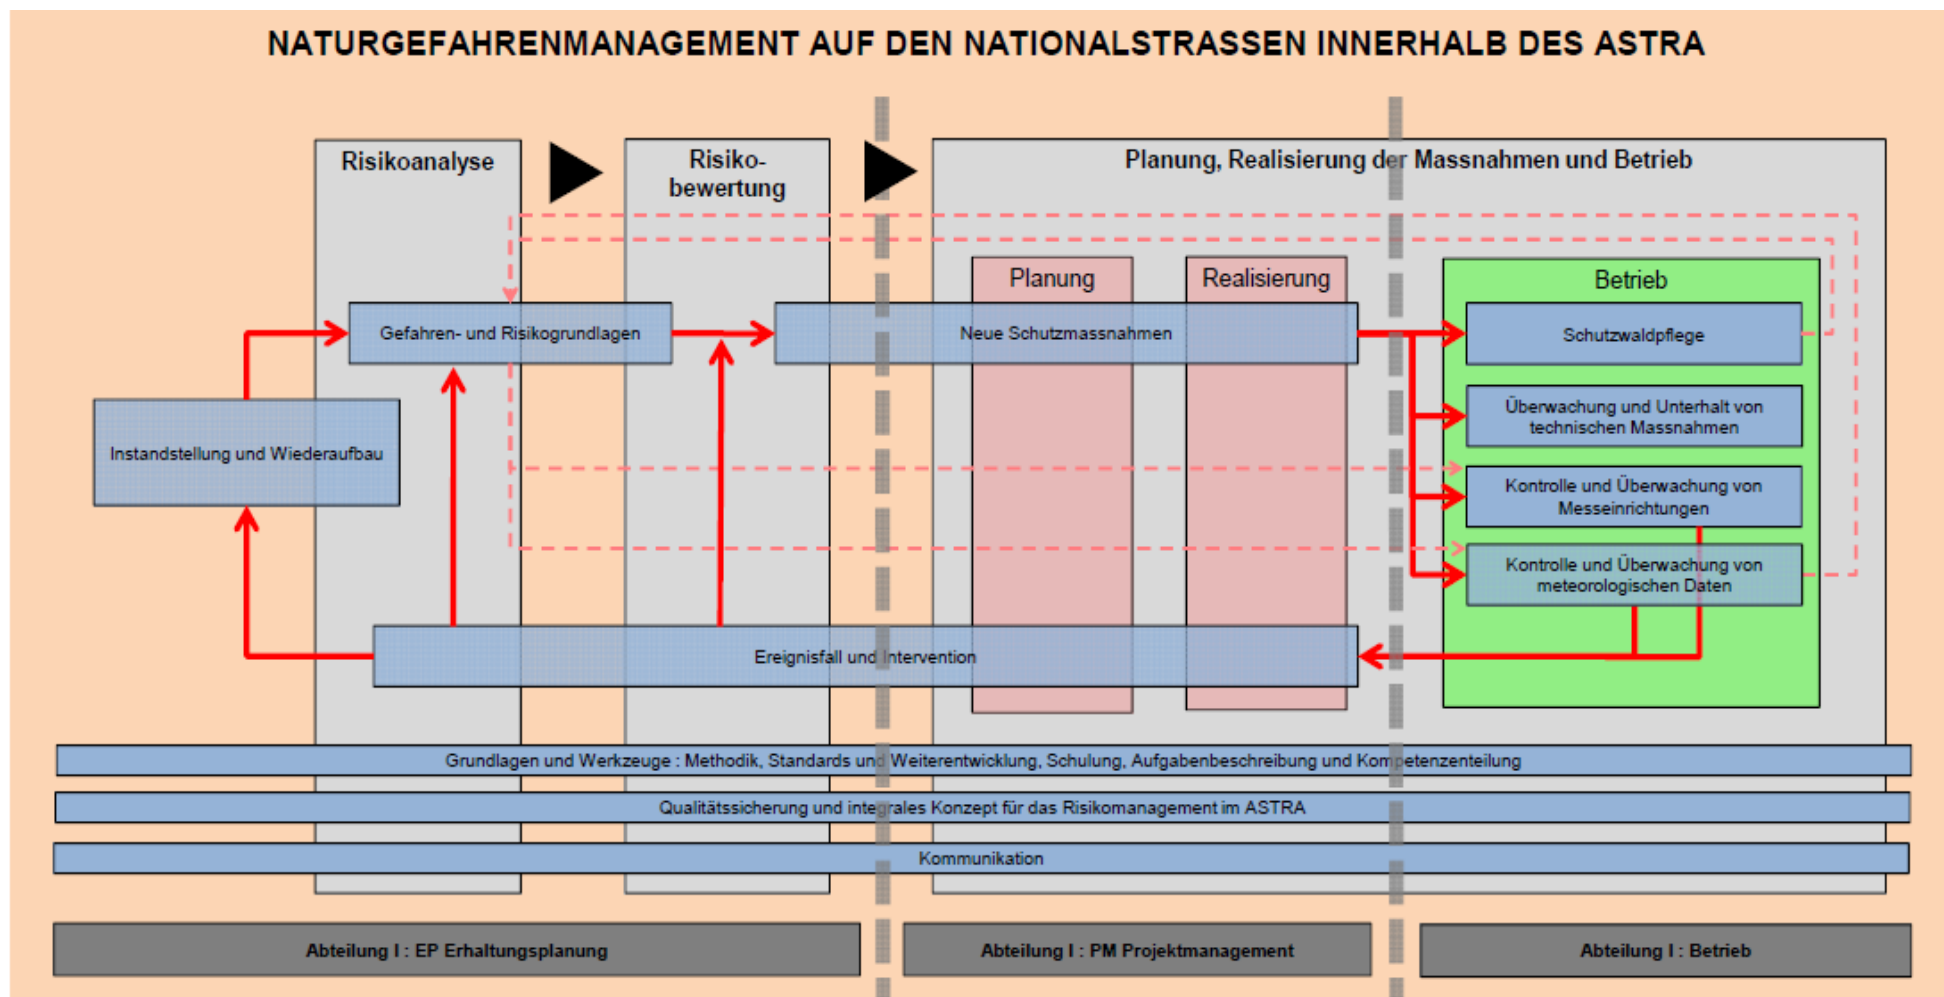 NATURGEFAHRENMANAGEMENT AUF DEN NATIONALSTRASSEN INNERHALB DES ASTRA
Risikoanalyse
Risiko-
bewertung
Planung, Realisierung der Massnahmen und Betrieb
Planung
Realisierung
Betrieb
Gefahren- und Risikogrundlagen
Neue Schutzmassnahmen
Schutzwaldpflege
Überwachung und Unterhalt von
technischen Massnahmen
Instandstellung und Wiederaufbau
Kontrolle und Überwachung von
Messeinrichtungen
Kontrolle und Überwachung von
meteorologischen Daten
Ereignisfall und Intervention
Grundlagen und Werkzeuge : Methodik, Standards und Weiterentwicklung, Schulung, Aufgabenbeschreibung und Kompetenzenteilung
Qualitätssicherung und integrales Konzept für das Risikomanagement im ASTRA
Kommunikation
Abteilung I : EP Erhaltungsplanung
Abteilung I : PM Projektmanagement
Abteilung I : Betrieb